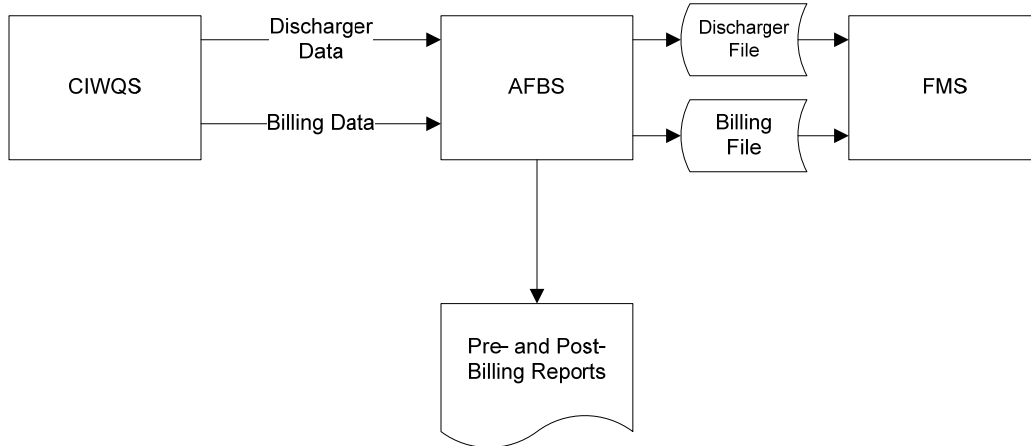 CIWQS
Discharger
Data
Billing Data
AFBS
Discharger
File
Billing
File
FMS
Pre- and Post-
Billing Reports